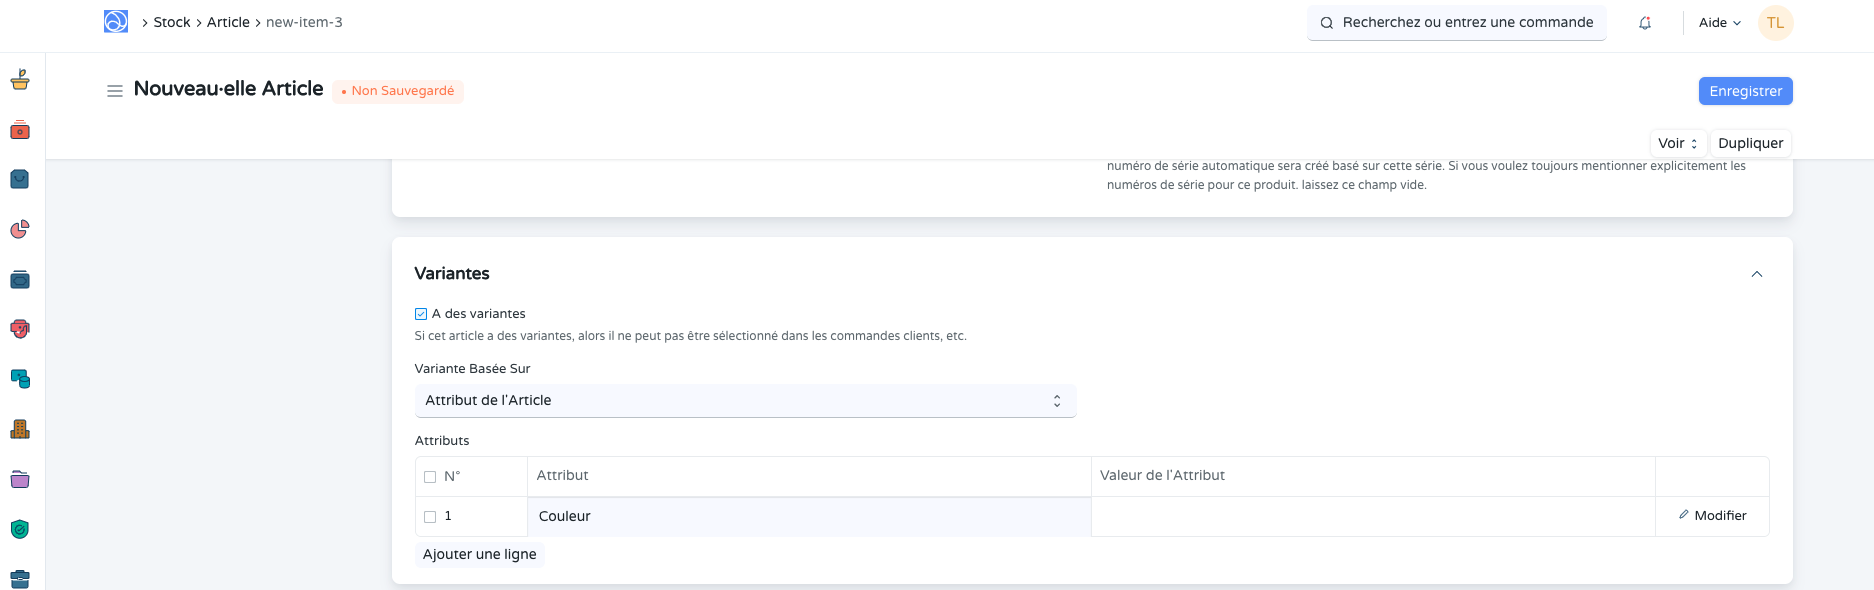 Stock > Article > new-item-3
Recherchez ou entrez une commande
Aide
TL
Nouveau·elle Article
• Non Sauvegardé
Enregistrer
Voir
Dupliquer
numéro de série automatique sera créé basé sur cette série. Si vous voulez toujours mentionner explicitement les
numéros de série pour ce produit. laissez ce champ vide.
Variantes
A des variantes
Si cet article a des variantes, alors il ne peut pas être sélectionné dans les commandes clients, etc.
Variante Basée Sur
Attribut de l'Article
Attributs
N° Attribut Valeur de l'Attribut
1 Couleur Modifier
Ajouter une ligne